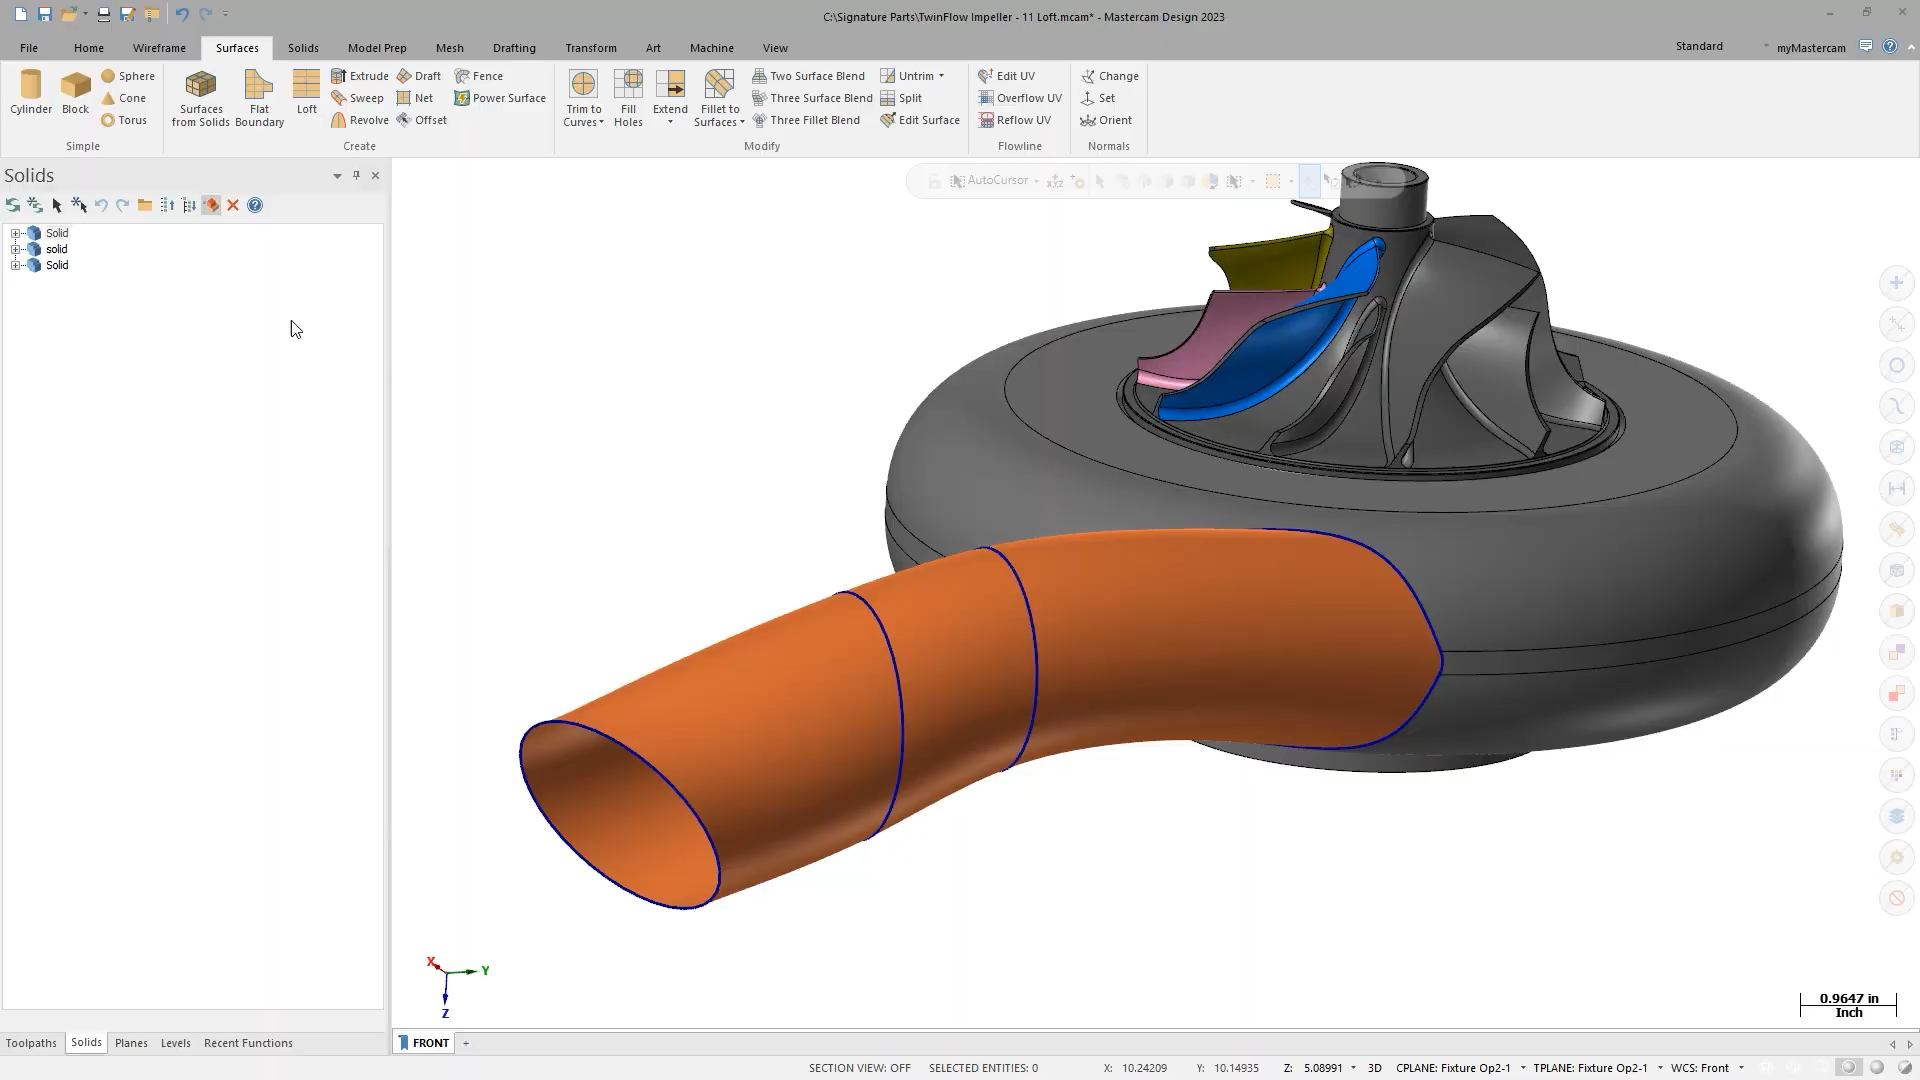 C:\Signature Parts\TwinFlow Impeller - 11 Loft.mcam* - Mastercam Design 2023
File Home Wireframe Surfaces Solids Model Prep Mesh Drafting Transform Art Machine View Standard myMastercam
Cylinder Block Sphere Cone Torus
Simple
Surfaces from Solids Flat Boundary Loft Extrude Sweep Revolve Draft Net Offset Fence Power Surface
Create
Trim to Curves Fill Holes Extend Fillet to Surfaces Two Surface Blend Three Surface Blend Three Fillet Blend Untrim Split Edit Surface
Modify
Edit UV Overflow UV Reflow UV
Flowline
Change Set Orient
Normals
Solids
AutoCursor
Solid
solid
Solid
X Y Z
0.9647 in
Inch
Toolpaths Solids Planes Levels Recent Functions
FRONT +
SECTION VIEW: OFF SELECTED ENTITIES: 0 X: 10.24209 Y: 10.14935 Z: 5.08991 3D CPLANE: Fixture Op2-1 TPLANE: Fixture Op2-1 WCS: Front